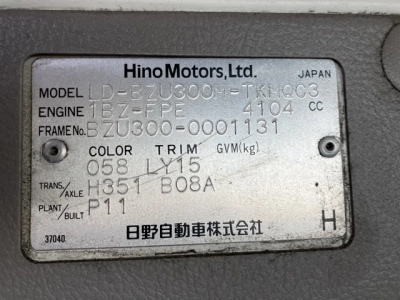 Hino Motors, Ltd.
JAPAN
MODEL LD-BZU300M-TKMQC3
ENGINE 1BZ-FPE 4104 CC
FRAME No. BZU300-0001131
COLOR TRIM GVM(kg)
058 LY15
TRANS./AXLE H351 B08A
PLANT/BUILT P11
37040 日野自動車株式会社 H